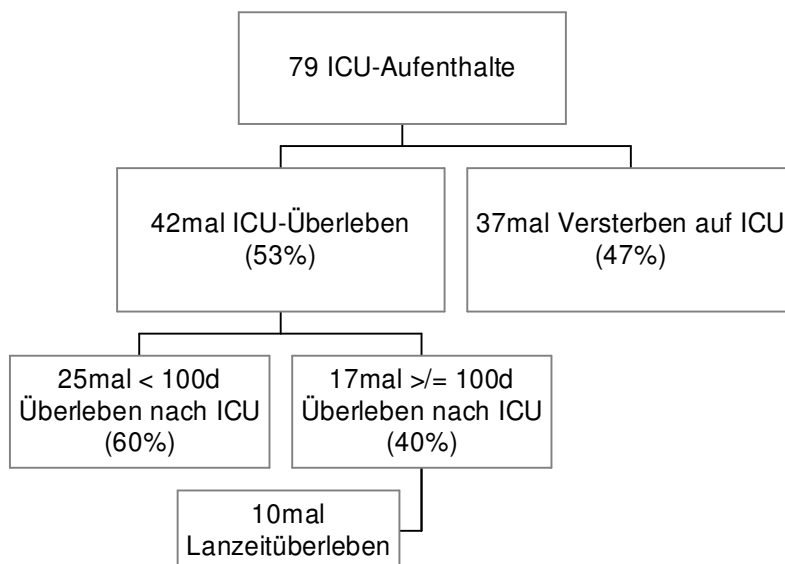 79 ICU-Aufenthalte
42mal ICU-Überleben
(53%)
37mal Versterben auf ICU
(47%)
25mal < 100d
Überleben nach ICU
(60%)
17mal >/= 100d
Überleben nach ICU
(40%)
10mal
Lanzeitüberleben